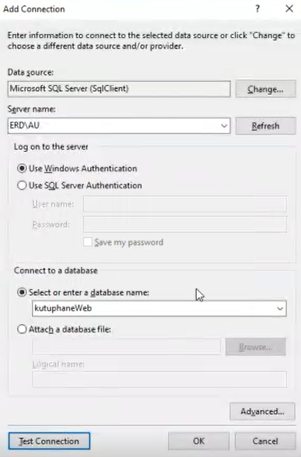 Add Connection
? ×
Enter information to connect to the selected data source or click "Change" to
choose a different data source and/or provider.
Data source:
Microsoft SQL Server (SqlClient)
Change...
Server name:
ERD\AU
Refresh
Log on to the server
Use Windows Authentication
Use SQL Server Authentication
User name:
Password:
Save my password
Connect to a database
Select or enter a database name:
kutuphaneWeb
Attach a database file:
Browse...
Logical name:
Advanced...
Test Connection
OK
Cancel